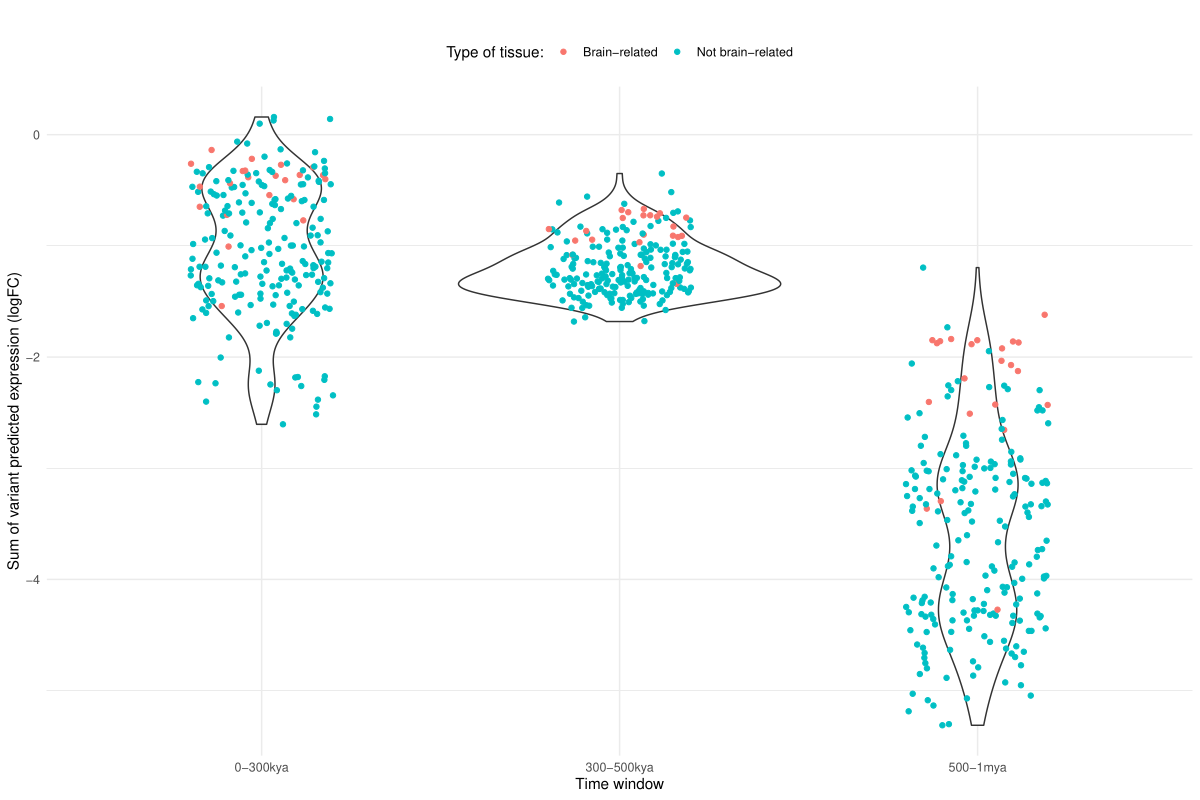 Type of tissue: Brain−related Not brain−related
Sum of variant predicted expression (logFC)
0
−2
−4
0−300kya 300−500kya 500−1mya
Time window